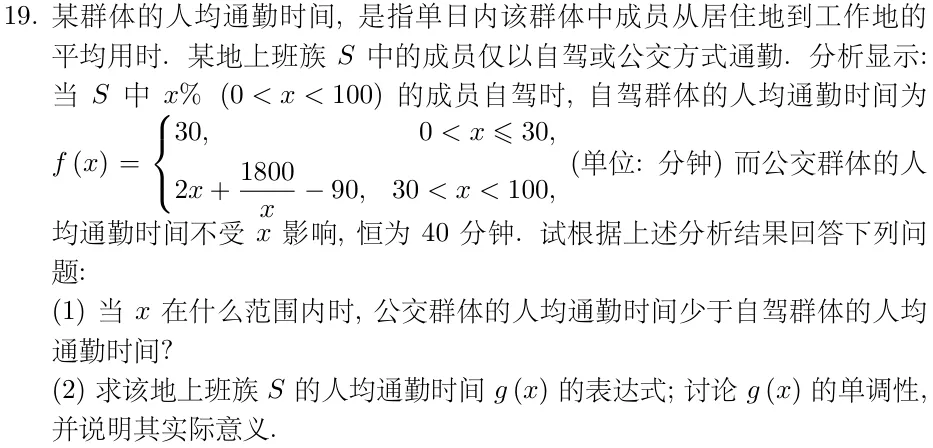 19. 某群体的人均通勤时间, 是指单日内该群体中成员从居住地到工作地的
平均用时. 某地上班族 S 中的成员仅以自驾或公交方式通勤. 分析显示:
当 S 中 x% (0 < x < 100) 的成员自驾时, 自驾群体的人均通勤时间为
f(x) = { 30, 0 < x ⩽ 30,
2x + 1800/x − 90, 30 < x < 100, (单位: 分钟) 而公交群体的人
均通勤时间不受 x 影响, 恒为 40 分钟. 试根据上述分析结果回答下列问
题:
(1) 当 x 在什么范围内时, 公交群体的人均通勤时间少于自驾群体的人均
通勤时间?
(2) 求该地上班族 S 的人均通勤时间 g(x) 的表达式; 讨论 g(x) 的单调性,
并说明其实际意义.